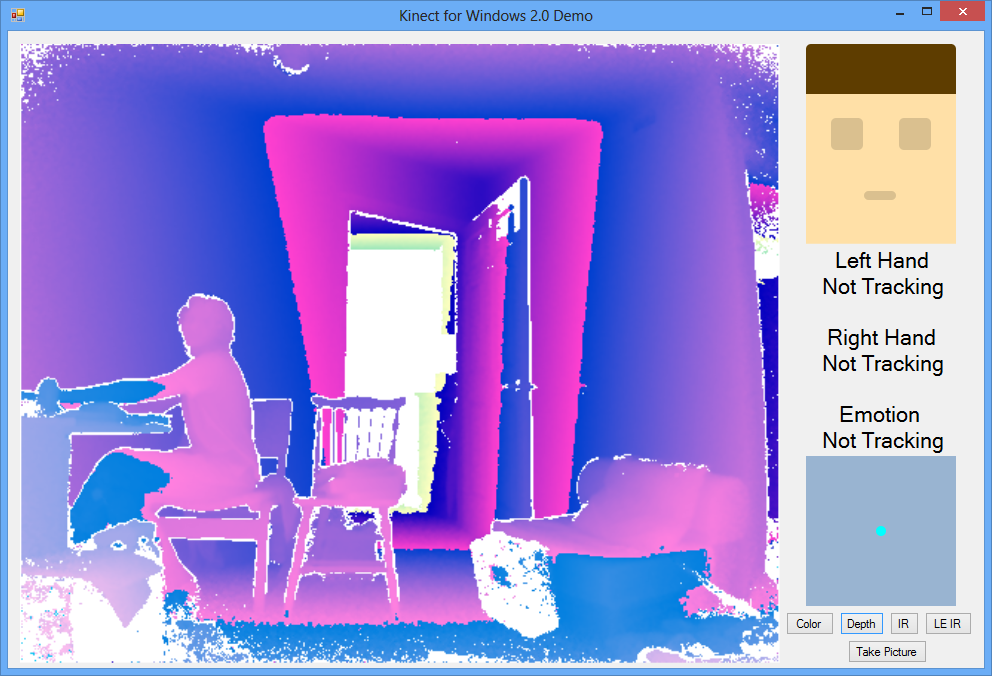 Kinect for Windows 2.0 Demo
Left Hand
Not Tracking
Right Hand
Not Tracking
Emotion
Not Tracking
Color Depth IR LE IR
Take Picture